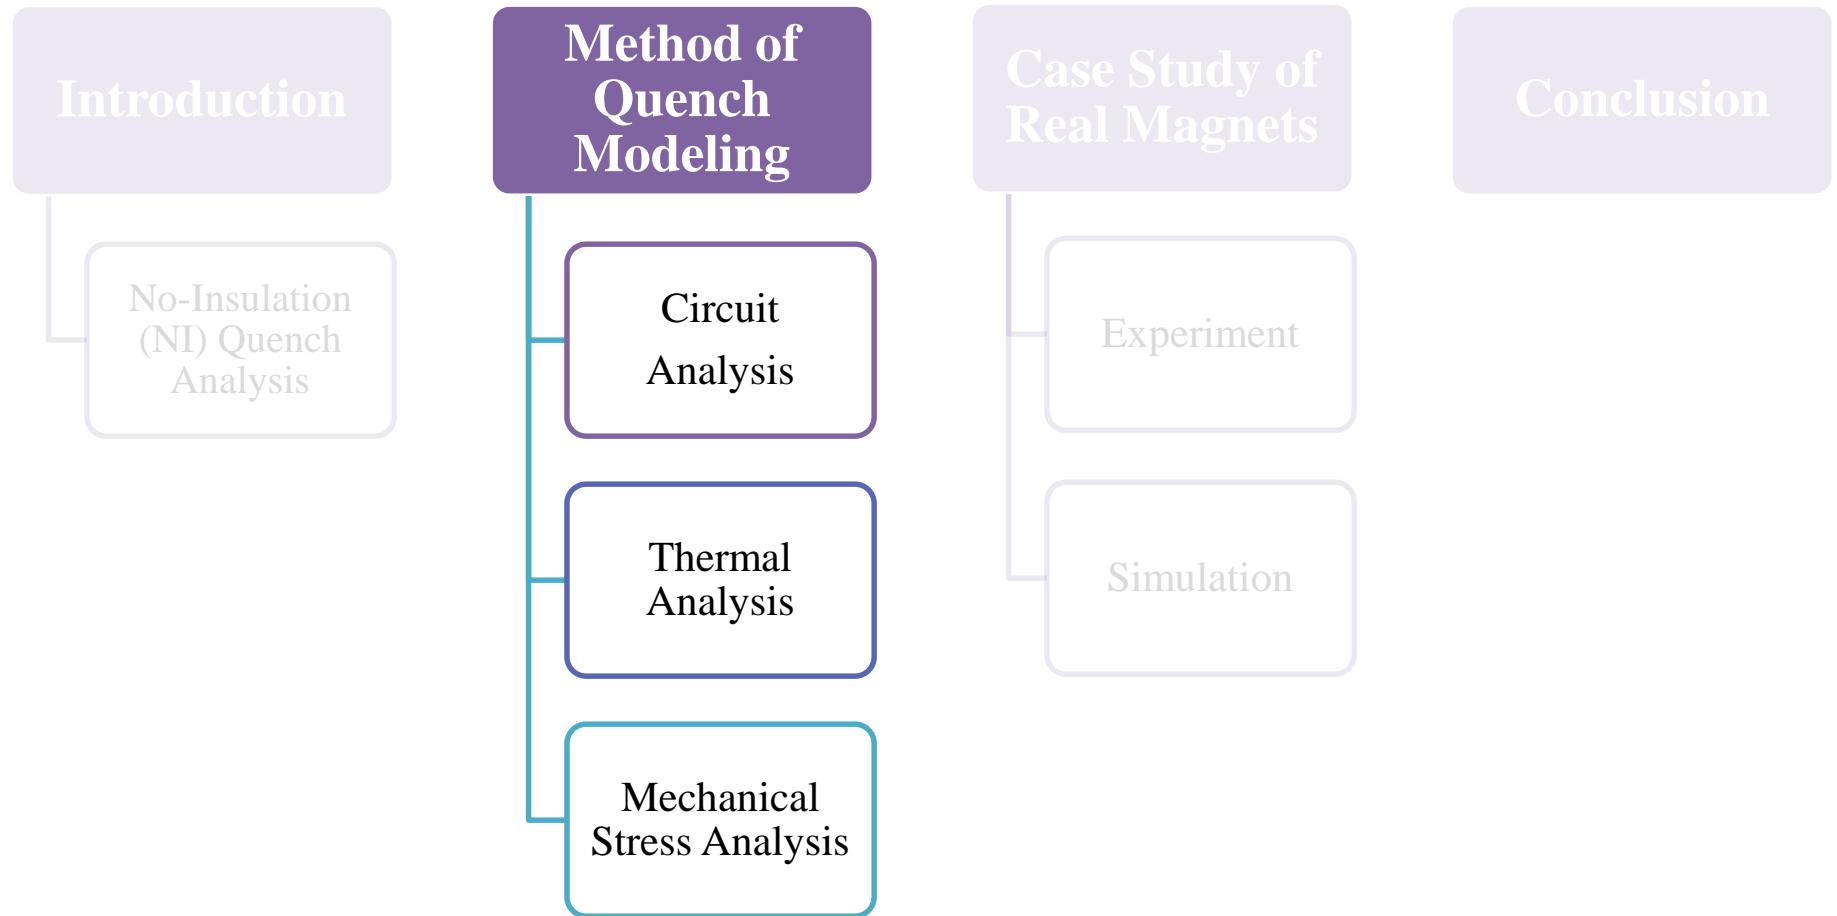 Introduction
No-Insulation
(NI) Quench
Analysis
Method of
Quench
Modeling
Circuit
Analysis
Thermal
Analysis
Mechanical
Stress Analysis
Case Study of
Real Magnets
Experiment
Simulation
Conclusion